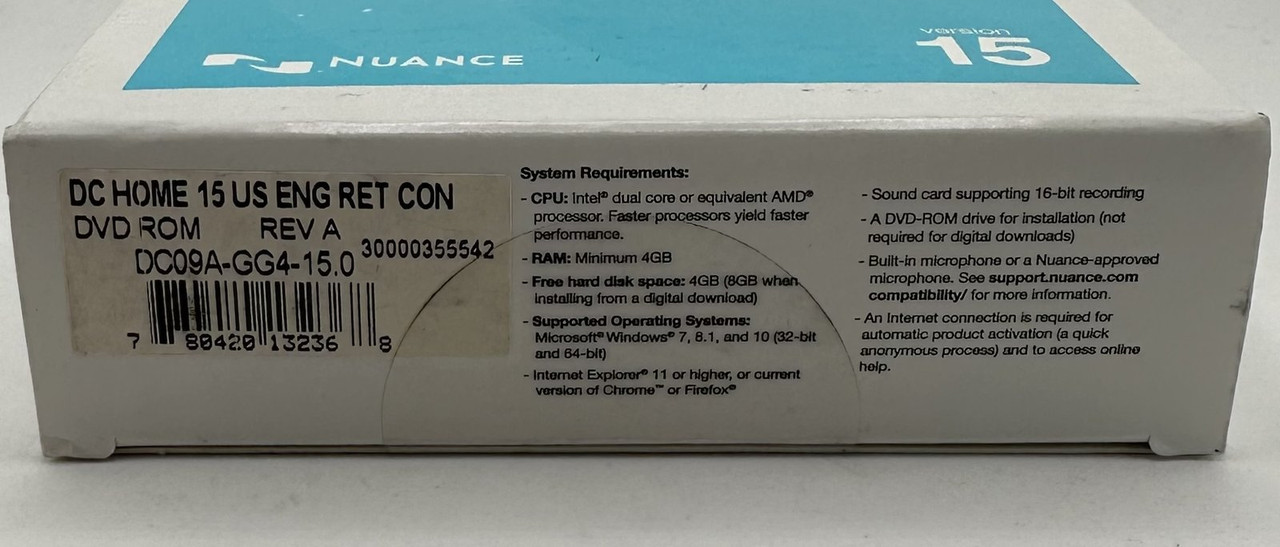 NUANCE
version
15
DC HOME 15 US ENG RET CON
DVD ROM REV A
30000355542
DC09A-GG4-15.0
7 80420 13236 8
System Requirements:
- CPU: Intel® dual core or equivalent AMD®
processor. Faster processors yield faster
performance.
- RAM: Minimum 4GB
- Free hard disk space: 4GB (8GB when
installing from a digital download)
- Supported Operating Systems:
Microsoft® Windows® 7, 8.1, and 10 (32-bit
and 64-bit)
- Internet Explorer® 11 or higher, or current
version of Chrome™ or Firefox®
- Sound card supporting 16-bit recording
- A DVD-ROM drive for installation (not
required for digital downloads)
- Built-in microphone or a Nuance-approved
microphone. See support.nuance.com
compatibility/ for more information.
- An Internet connection is required for
automatic product activation (a quick
anonymous process) and to access online
help.